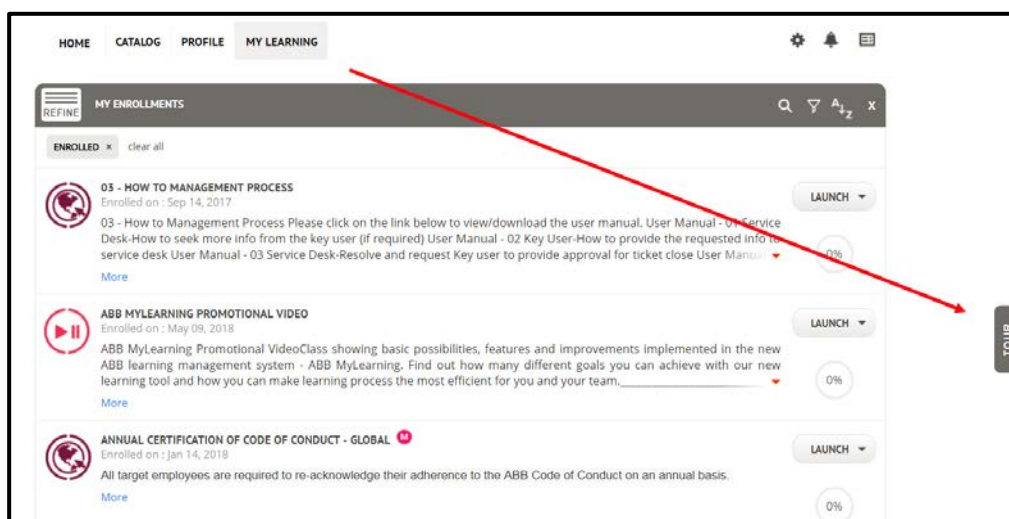 HOME CATALOG PROFILE MY LEARNING
REFINE MY ENROLLMENTS A↓Z X
ENROLLED × clear all
03 - HOW TO MANAGEMENT PROCESS
Enrolled on : Sep 14, 2017
LAUNCH
03 - How to Management Process Please click on the link below to view/download the user manual. User Manual - 01 Service
Desk-How to seek more info from the key user (if required) User Manual - 02 Key User-How to provide the requested info to
service desk User Manual - 03 Service Desk-Resolve and request Key user to provide approval for ticket close User Manual
0%
More
ABB MYLEARNING PROMOTIONAL VIDEO
Enrolled on : May 09, 2018
LAUNCH
ABB MyLearning Promotional VideoClass showing basic possibilities, features and improvements implemented in the new
ABB learning management system - ABB MyLearning. Find out how many different goals you can achieve with our new
learning tool and how you can make learning process the most efficient for you and your team.
0%
More
ANNUAL CERTIFICATION OF CODE OF CONDUCT - GLOBAL M
Enrolled on : Jan 14, 2018
LAUNCH
All target employees are required to re-acknowledge their adherence to the ABB Code of Conduct on an annual basis.
More
0%
TOUR